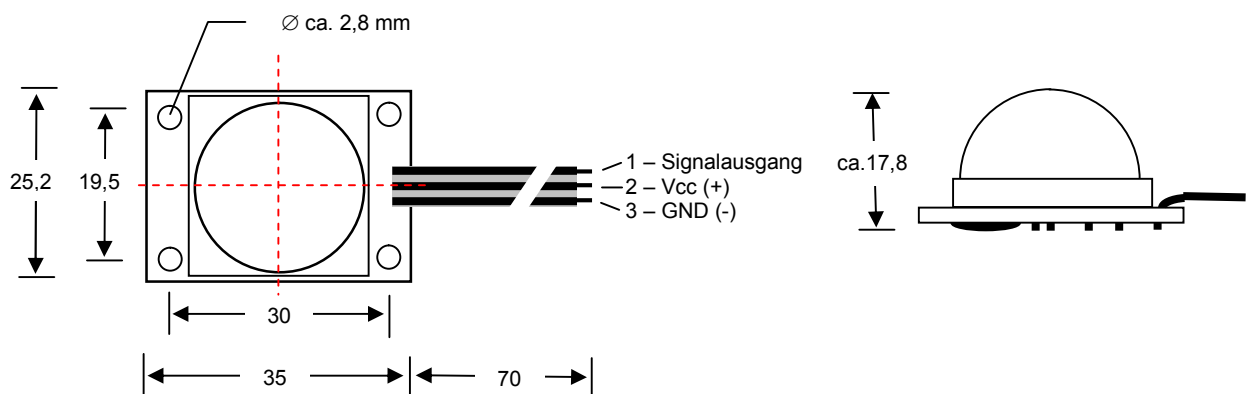 ∅ ca. 2,8 mm
1 – Signalausgang
2 – Vcc (+)
3 – GND (-)
25,2
19,5
ca.17,8
30
35
70